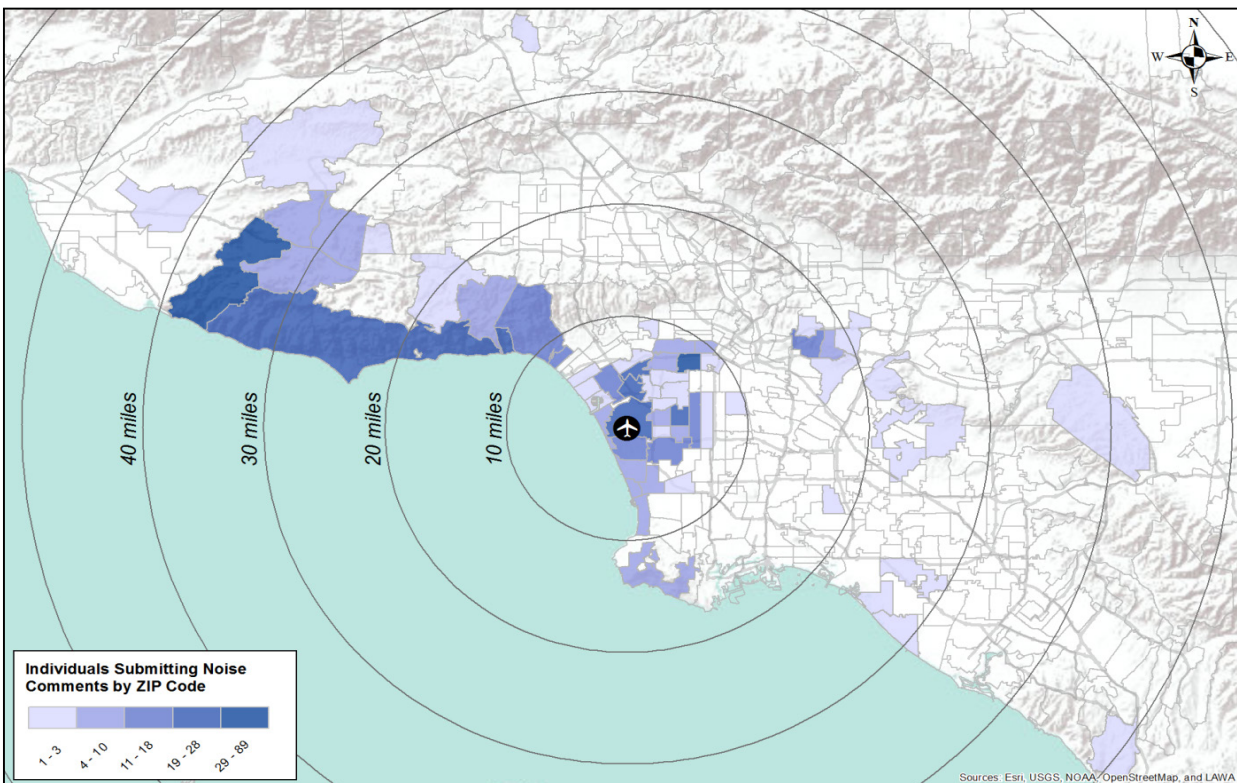 N
W E
S
40 miles
30 miles
20 miles
10 miles
Individuals Submitting Noise
Comments by ZIP Code
1 - 3
4 - 10
11 - 18
19 - 28
29 - 89
Sources: Esri, USGS, NOAA, OpenStreetMap, and LAWA